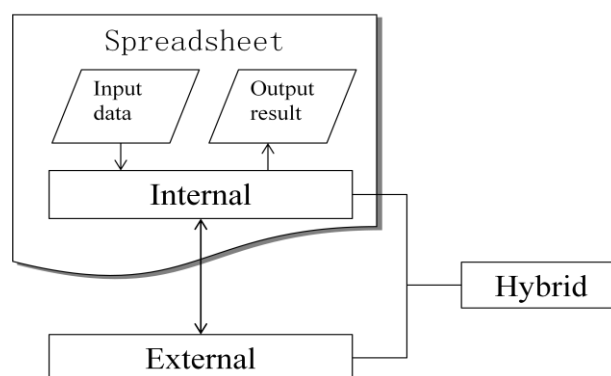 Spreadsheet
Input
data
Output
result
Internal
Hybrid
External